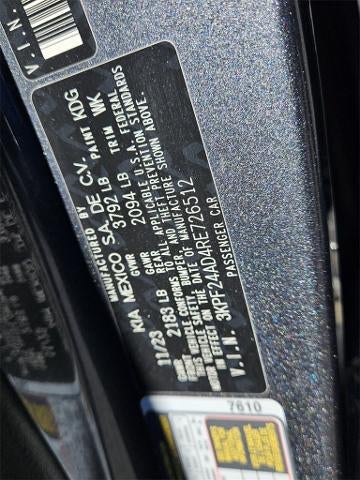 V.I.N.
MANUFACTURED BY
KIA MEXICO SA DE C.V.
PAINT KDG
11/23 GVWR 3792 LB TRIM WK
GAWR FRT 2183 LB GAWR REAR 2094 LB
THIS VEHICLE CONFORMS TO ALL APPLICABLE U.S.A. FEDERAL
MOTOR VEHICLE SAFETY, BUMPER, AND THEFT PREVENTION STANDARDS
IN EFFECT ON THE DATE OF MANUFACTURE SHOWN ABOVE.
V.I.N. 3KPF24AD4RE726512
PASSENGER CAR
7610